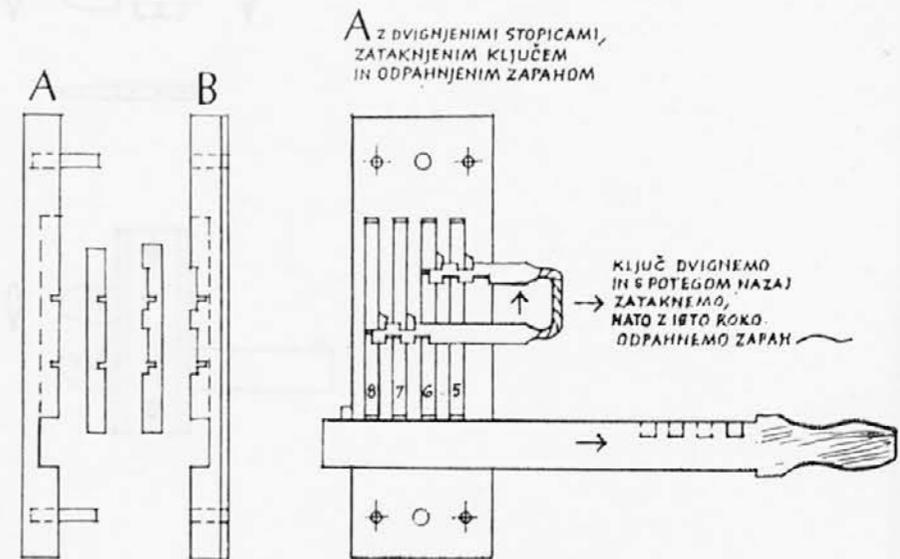 A Z DVIGNJENIMI STOPICAMI,
ZATAKNJENIM KLJUČEM
IN ODPAHNJENIM ZAPAHOM
A
B
KLJUČ DVIGNEMO
IN S POTEGOM NAZAJ
ZATAKNEMO,
NATO Z ISTO ROKO
ODPAHNEMO ZAPAH
8 7 6 5